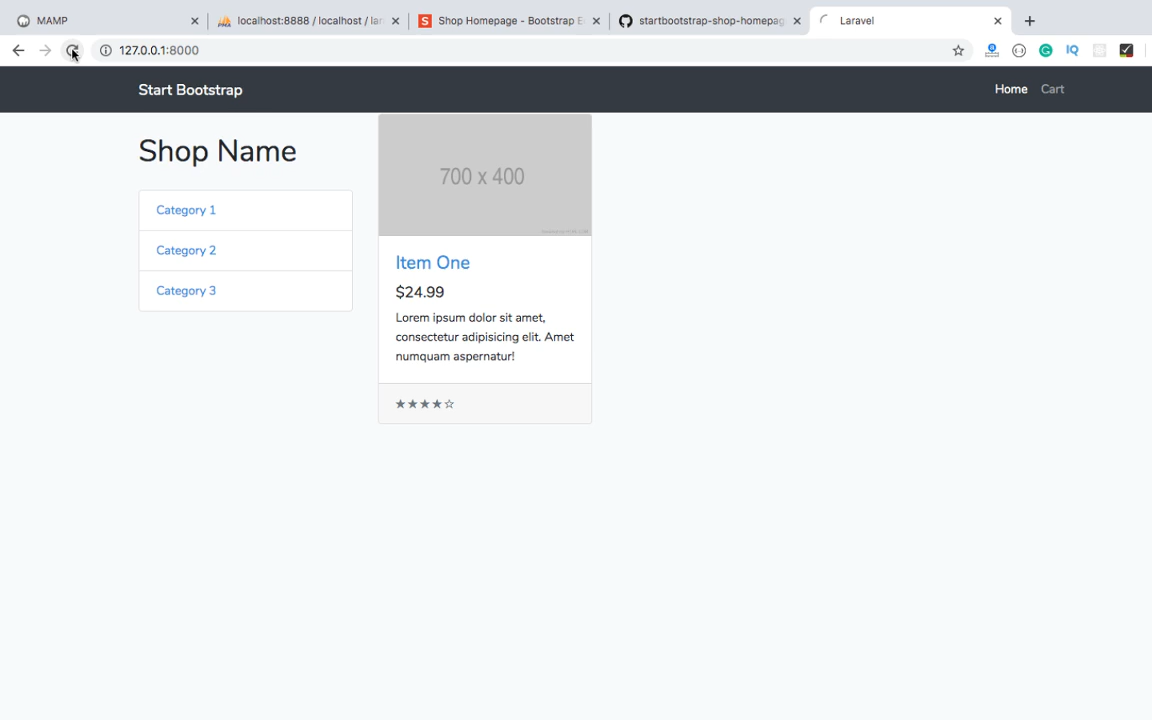 MAMP
localhost:8888 / localhost / lar
Shop Homepage - Bootstrap E
startbootstrap-shop-homepag
Laravel
127.0.0.1:8000
Start Bootstrap
Home
Cart
Shop Name
Category 1
Category 2
Category 3
700 x 400
Item One
$24.99
Lorem ipsum dolor sit amet,
consectetur adipisicing elit. Amet
numquam aspernatur!
★★★★☆